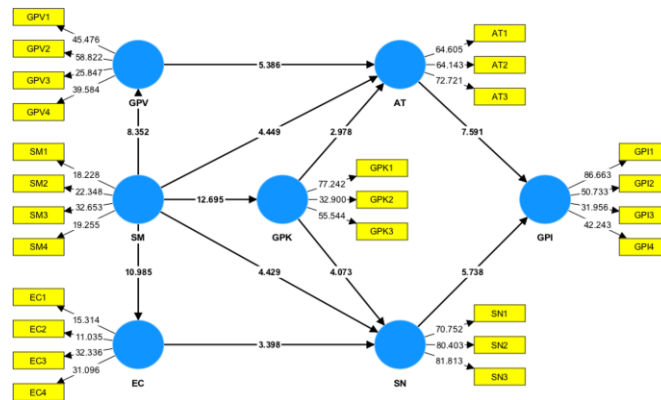 GPV1
45.476
GPV2
58.822
GPV3
25.847
GPV4
39.584
GPV
5.386
AT1
64.605
AT2
64.143
AT3
72.721
AT
8.352
4.449
2.978
7.591
SM1
18.228
SM2
22.348
SM3
32.653
SM4
19.255
SM
12.695
GPK1
77.242
GPK2
32.900
GPK3
55.544
GPK
GPI1
86.663
GPI2
50.733
GPI3
31.956
GPI4
42.243
GPI
10.985
4.429
4.073
5.738
EC1
15.314
EC2
11.035
EC3
32.336
EC4
31.096
EC
3.398
SN1
70.752
SN2
80.403
SN3
81.813
SN